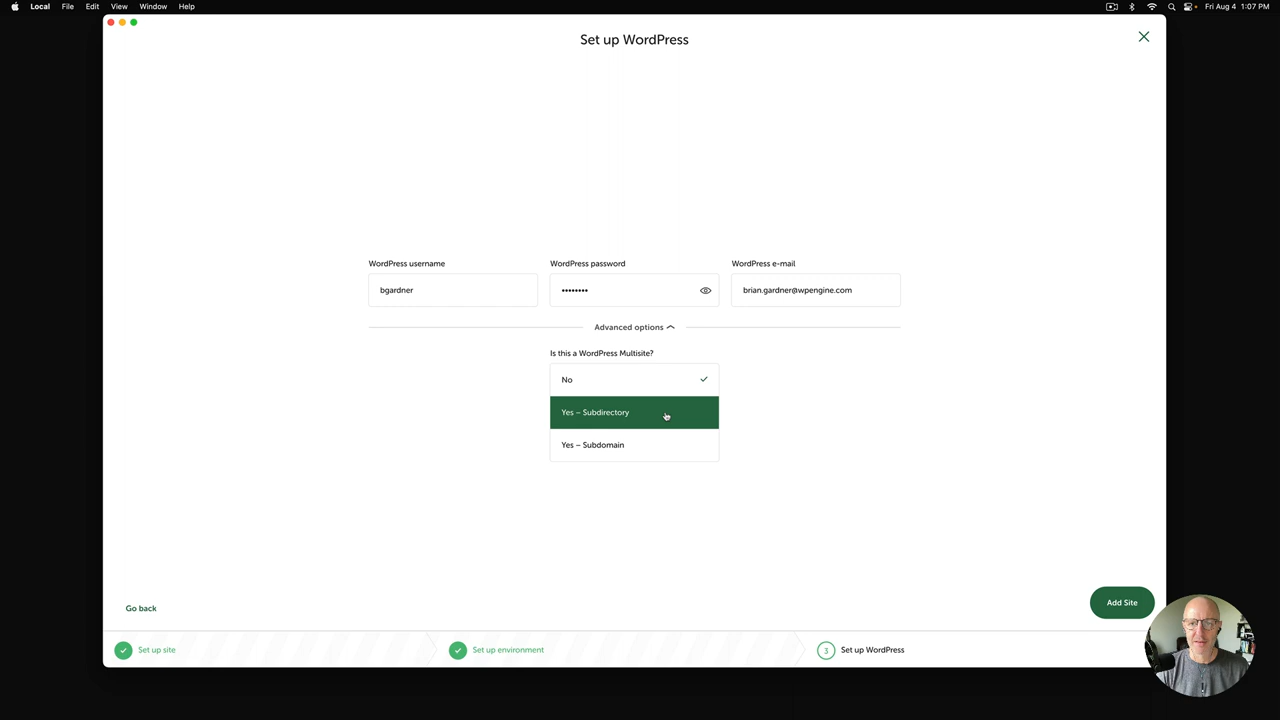 Local File Edit View Window Help Fri Aug 4 1:07 PM
Set up WordPress
WordPress username WordPress password WordPress e-mail
bgardner •••••••• brian.gardner@wpengine.com
Advanced options
Is this a WordPress Multisite?
No
Yes – Subdirectory
Yes – Subdomain
Go back Add Site
Set up site Set up environment 3 Set up WordPress